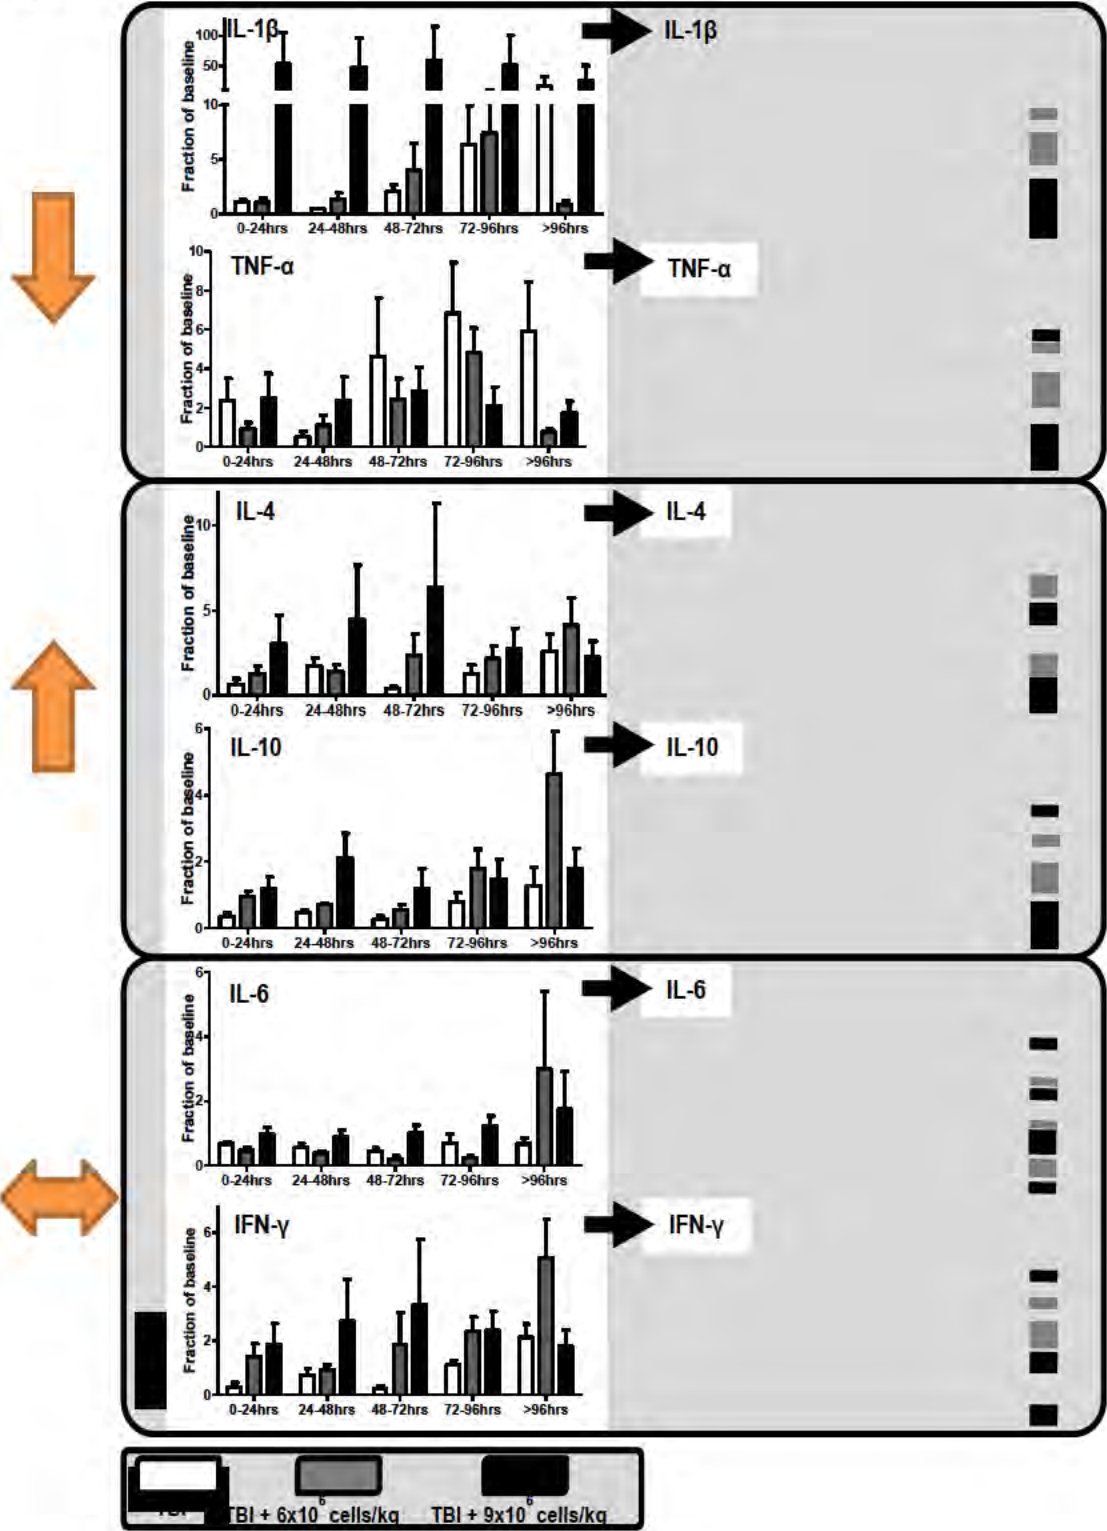 IL-1β
IL-1β
Fraction of baseline
100
50
10
5
0
0-24hrs 24-48hrs 48-72hrs 72-96hrs >96hrs
TNF-α
TNF-α
Fraction of baseline
10
8
6
4
2
0
0-24hrs 24-48hrs 48-72hrs 72-96hrs >96hrs
IL-4
IL-4
Fraction of baseline
10
5
0
0-24hrs 24-48hrs 48-72hrs 72-96hrs >96hrs
IL-10
IL-10
Fraction of baseline
6
4
2
0
0-24hrs 24-48hrs 48-72hrs 72-96hrs >96hrs
IL-6
IL-6
Fraction of baseline
6
4
2
0
0-24hrs 24-48hrs 48-72hrs 72-96hrs >96hrs
IFN-γ
IFN-γ
Fraction of baseline
6
4
2
0
0-24hrs 24-48hrs 48-72hrs 72-96hrs >96hrs
TBI + 6x10⁶ cells/kg
TBI + 9x10⁶ cells/kg